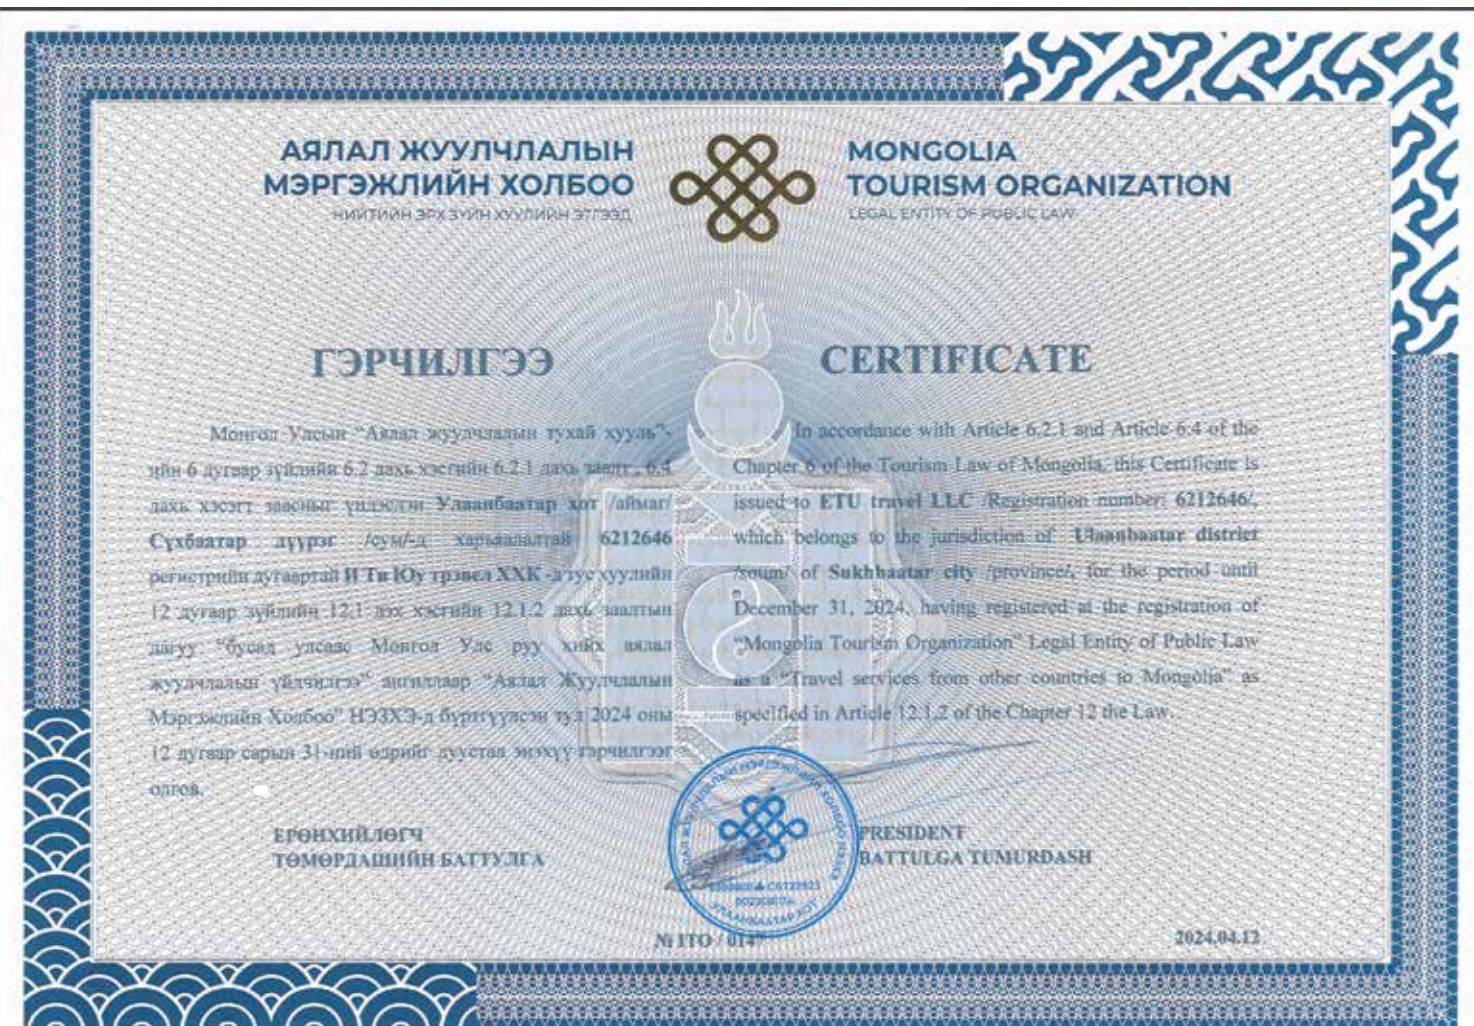 АЯЛАЛ ЖУУЛЧЛАЛЫН
МЭРГЭЖЛИЙН ХОЛБОО
НИЙТИЙН ЭРХ ЗҮЙН ХУУЛИЙН ЭТГЭЭД
MONGOLIA
TOURISM ORGANIZATION
LEGAL ENTITY OF PUBLIC LAW
ГЭРЧИЛГЭЭ
Монгол Улсын “Аялал жуулчлалын тухай хууль”-
ийн 6 дугаар зүйлийн 6.2 дахь хэсгийн 6.2.1 дахь заалт, 6.4
дахь хэсэгт заасныг үндэслэн Улаанбаатар хот /аймаг/
Сүхбаатар дүүрэг /сум/-д харьяалалтай 6212646
регистрийн дугаартай И Ти Юу трэвел ХХК -д тус хуулийн
12 дугаар зүйлийн 12.1 дэх хэсгийн 12.1.2 дахь заалтын
дагуу “бусад улсаас Монгол Улс руу хийх аялал
жуулчлалын үйлчилгээ” ангиллаар “Аялал Жуулчлалын
Мэргэжлийн Холбоо” НЭЗХЭ-д бүртгүүлсэн тул 2024 оны
12 дугаар сарын 31-ний өдрийг дуустал энэхүү гэрчилгээг
олгов.
ЕРӨНХИЙЛӨГЧ
ТӨМӨРДАШИЙН БАТТУЛГА
CERTIFICATE
In accordance with Article 6.2.1 and Article 6.4 of the
Chapter 6 of the Tourism Law of Mongolia, this Certificate is
issued to ETU travel LLC /Registration number: 6212646/,
which belongs to the jurisdiction of Ulaanbaatar district
/soum/ of Sukhbaatar city /province/, for the period until
December 31, 2024, having registered at the registration of
“Mongolia Tourism Organization” Legal Entity of Public Law
as a “Travel services from other countries to Mongolia” as
specified in Article 12.1.2 of the Chapter 12 the Law.
PRESIDENT
BATTULGA TUMURDASH
УЛААНБААТАР ХОТ
№ ITO /
2024.04.12